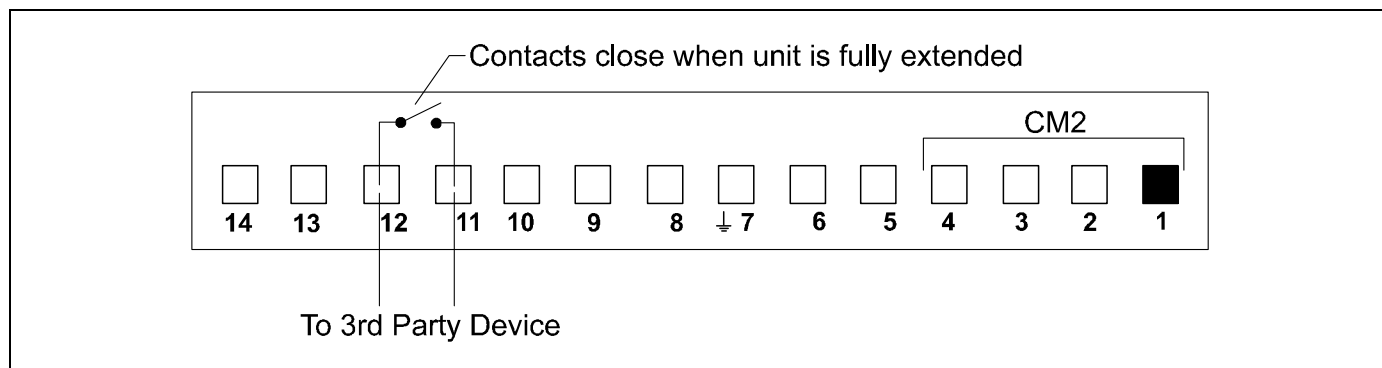 Contacts close when unit is fully extended
CM2
14 13 12 11 10 9 8 ⏚ 7 6 5 4 3 2 1
To 3rd Party Device